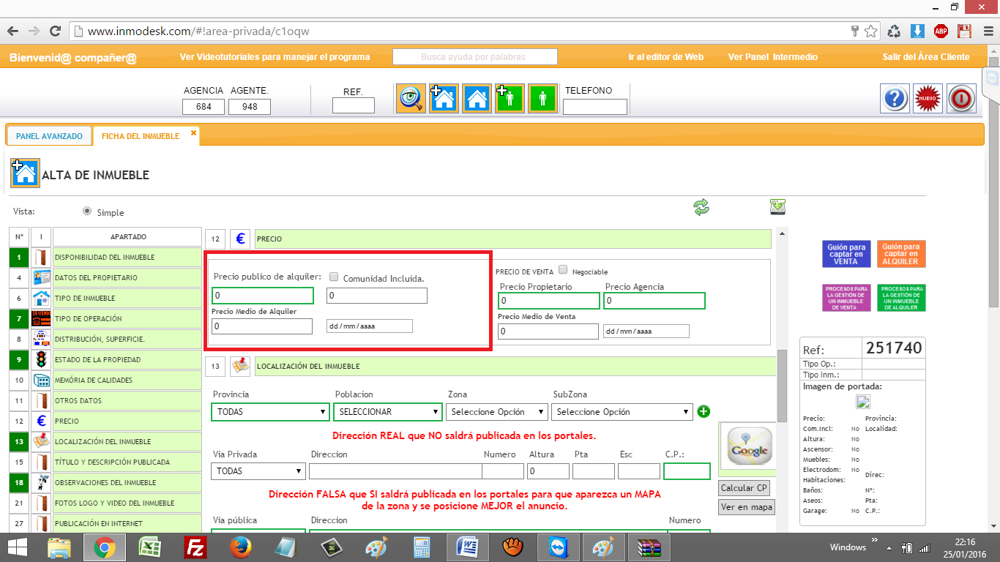 www.inmodesk.com/#!area-privada/c1oqw
ABP
Bienvenid@ compañer@
Ver Videotutoriales para manejar el programa
Busca ayuda por palabras
Ir al editor de Web
Ver Panel Intermedio
Salir del Área Cliente
AGENCIA AGENTE.
684 948
REF.
TELEFONO
NUEVO
PANEL AVANZADO
FICHA DEL INMUEBLE
ALTA DE INMUEBLE
Vista: Simple
Nº I APARTADO
1 DISPONIBILIDAD DEL INMUEBLE
4 DATOS DEL PROPIETARIO
6 TIPO DE INMUEBLE
7 TIPO DE OPERACIÓN
8 DISTRIBUCIÓN, SUPERFICIE.
9 ESTADO DE LA PROPIEDAD
10 MEMÓRIA DE CALIDADES
11 OTROS DATOS
12 € PRECIO
13 LOCALIZACIÓN DEL INMUEBLE
15 TÍTULO Y DESCRIPCIÓN PUBLICADA
18 OBSERVACIONES DEL INMUEBLE
21 FOTOS LOGO Y VIDEO DEL INMUEBLE
27 PUBLICACIÓN EN INTERNET
12 € PRECIO
Precio publico de alquiler: Comunidad Incluida.
0 0
Precio Medio de Alquiler
0 dd/mm/aaaa
PRECIO DE VENTA Negociable
Precio Propietario Precio Agencia
0 0
Precio Medio de Venta
0 dd/mm/aaaa
13 LOCALIZACIÓN DEL INMUEBLE
Provincia Poblacion Zona SubZona
TODAS SELECCIONAR Seleccione Opción Seleccione Opción
Dirección REAL que NO saldrá publicada en los portales.
Via Privada Direccion Numero Altura Pta Esc C.P.:
TODAS 0
Dirección FALSA que SI saldrá publicada en los portales para que aparezca un MAPA
de la zona y se posicione MEJOR el anuncio.
Via pública Direccion Numero
Google
Calcular CP
Ver en mapa
Guión para
captar en
VENTA
Guión para
captar en
ALQUILER
PROCESOS PARA
LA GESTIÓN DE
UN INMUEBLE
DE VENTA
PROCESOS PARA
LA GESTIÓN DE
UN INMUEBLE
DE ALQUILER
Ref: 251740
Tipo Op.:
Tipo Inm.:
Imagen de portada:
Precio: Provincia:
Com.Incl: No Localidad:
Altura: No
Ascensor: No
Muebles: No
Electrodom: No
Habitaciones: Direc:
Baños: Nº:
Aseos: Pta:
Garage: No C.P.:
Windows
22:16
25/01/2016